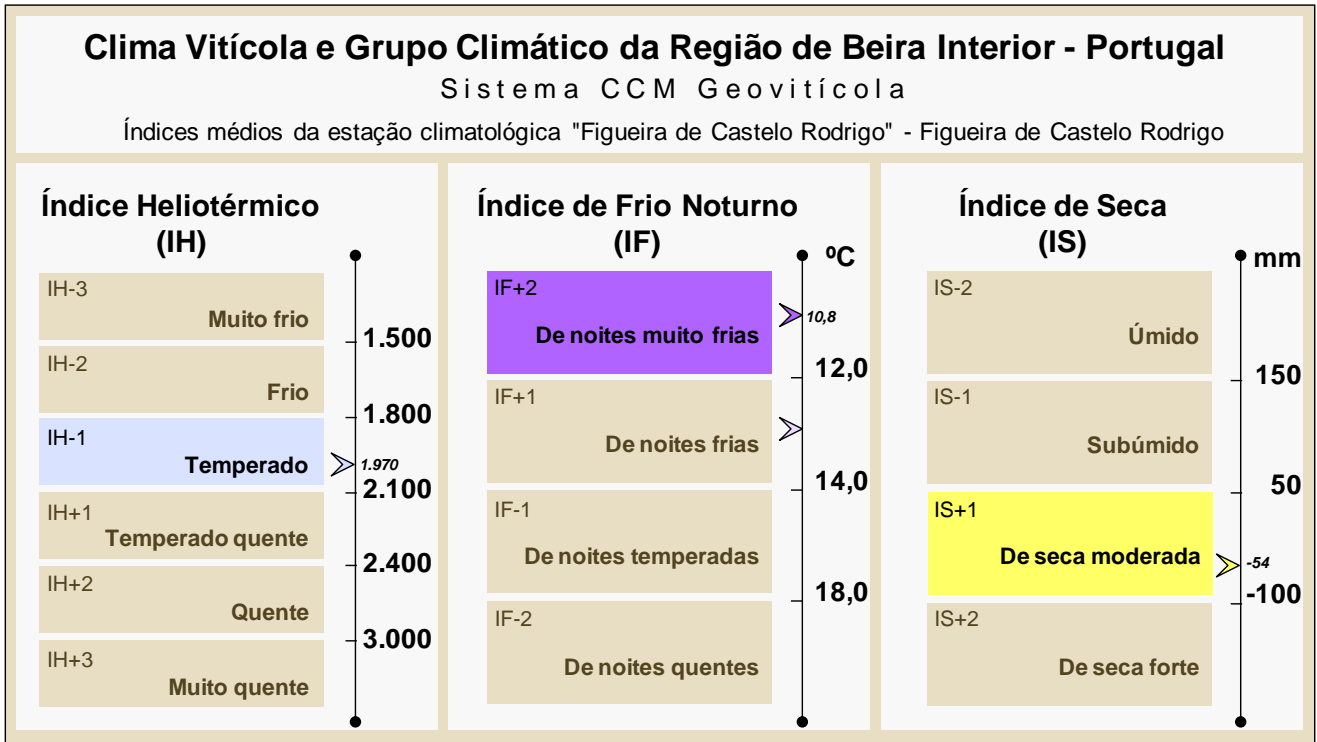 Clima Vitícola e Grupo Climático da Região de Beira Interior - Portugal
Sistema CCM Geovitícola
Índices médios da estação climatológica "Figueira de Castelo Rodrigo" - Figueira de Castelo Rodrigo
Índice Heliotérmico
(IH)
IH-3
Muito frio
1.500
IH-2
Frio
1.800
IH-1
Temperado
1.970
2.100
IH+1
Temperado quente
2.400
IH+2
Quente
3.000
IH+3
Muito quente
Índice de Frio Noturno
(IF)
ºC
IF+2
De noites muito frias
10,8
12,0
IF+1
De noites frias
14,0
IF-1
De noites temperadas
18,0
IF-2
De noites quentes
Índice de Seca
(IS)
mm
IS-2
Úmido
150
IS-1
Subúmido
50
IS+1
De seca moderada
-54
-100
IS+2
De seca forte